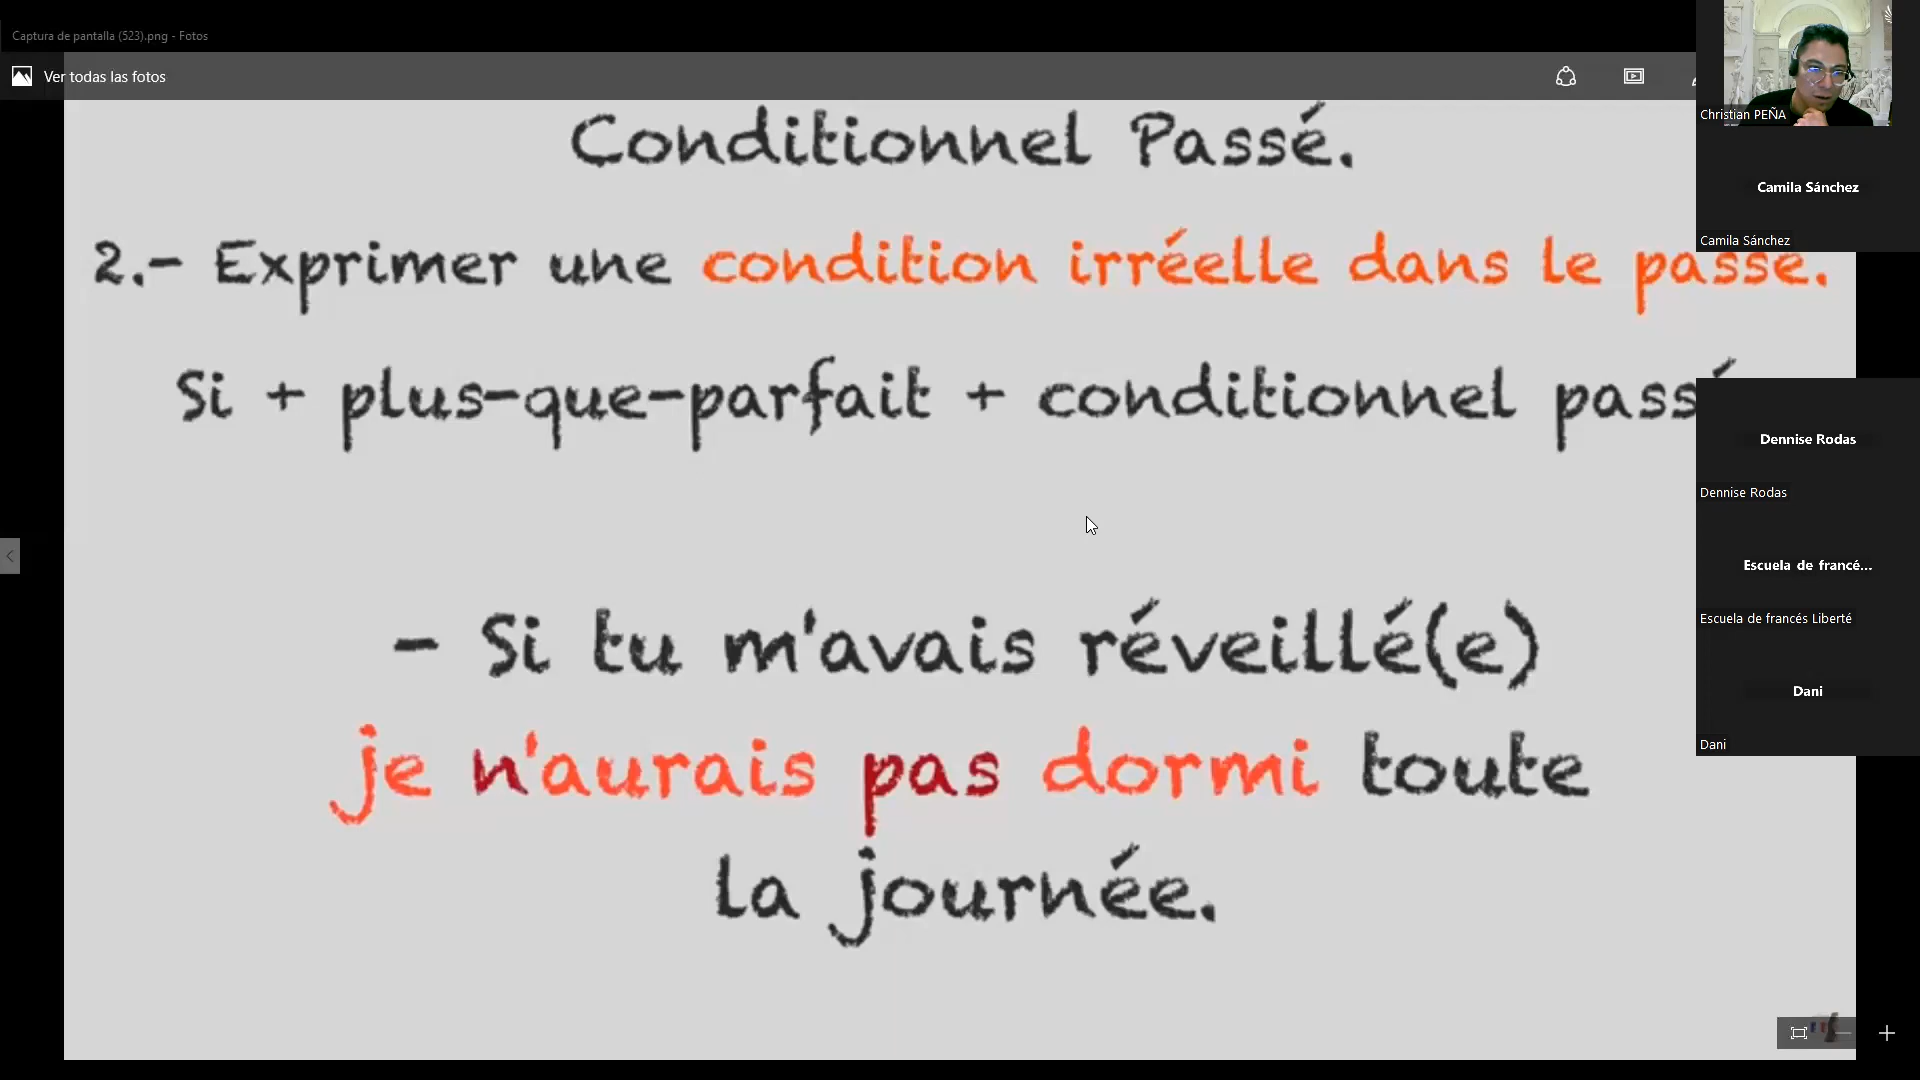 Captura de pantalla (523).png - Fotos
Ver todas las fotos
Conditionnel Passé.
2.- Exprimer une condition irréelle dans le passé.
Si + plus-que-parfait + conditionnel passé
- Si tu m'avais réveillé(e)
je n'aurais pas dormi toute
la journée.
Christian PEÑA
Camila Sánchez
Camila Sánchez
Dennise Rodas
Dennise Rodas
Escuela de francé...
Escuela de francés Liberté
Dani
Dani